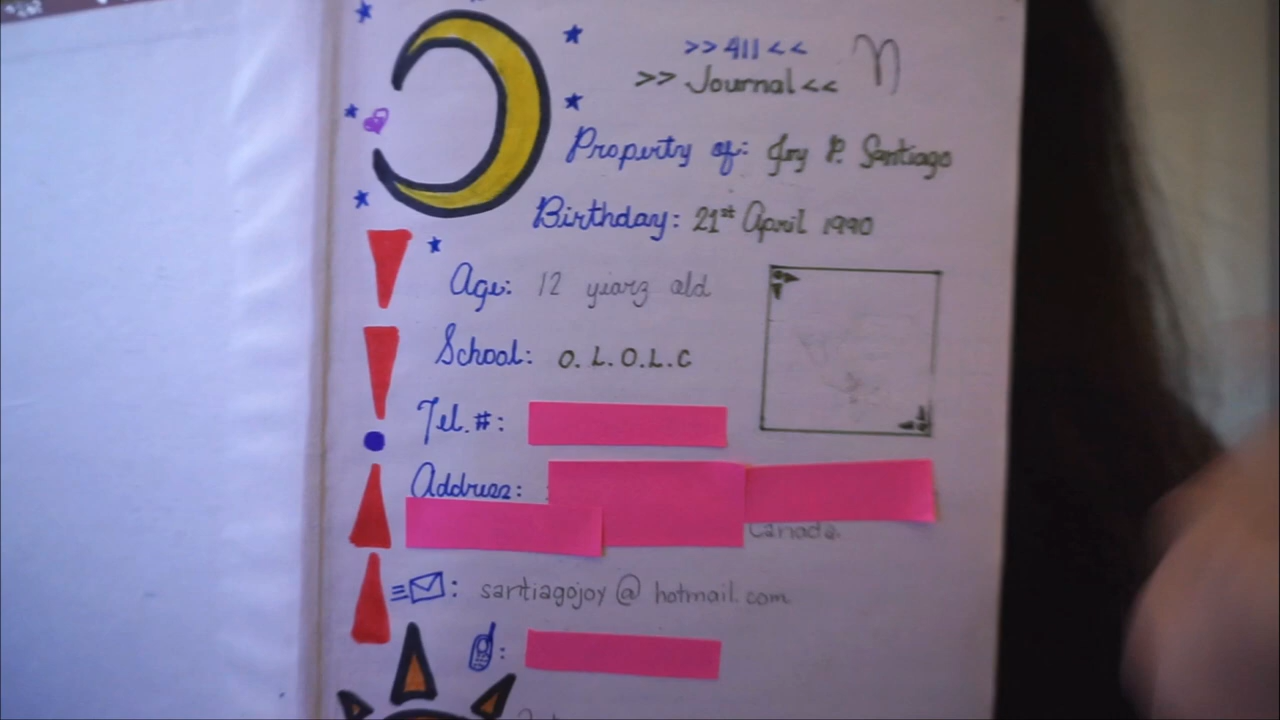 >> 411 <<
>> Journal <<
Property of: Joy P. Santiago
Birthday: 21st April 1990
Age: 12 yearz old
School: O.L.O.L.C
Tel.#:
Address:
Canada
: santiagojoy@hotmail.com
: